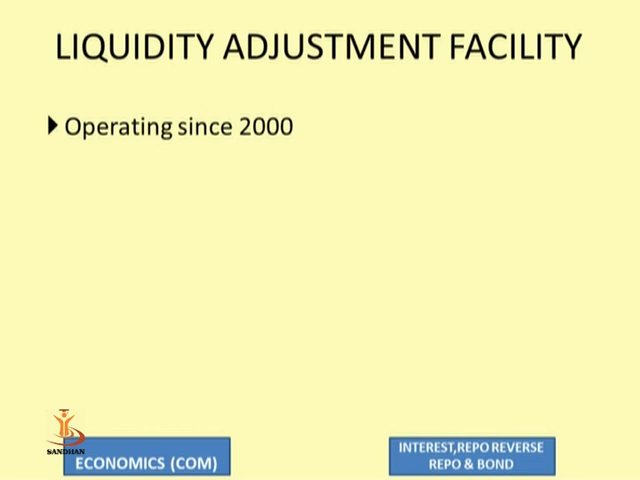 LIQUIDITY ADJUSTMENT FACILITY
Operating since 2000
SANDHAN
ECONOMICS (COM)
INTEREST,REPO REVERSE
REPO & BOND